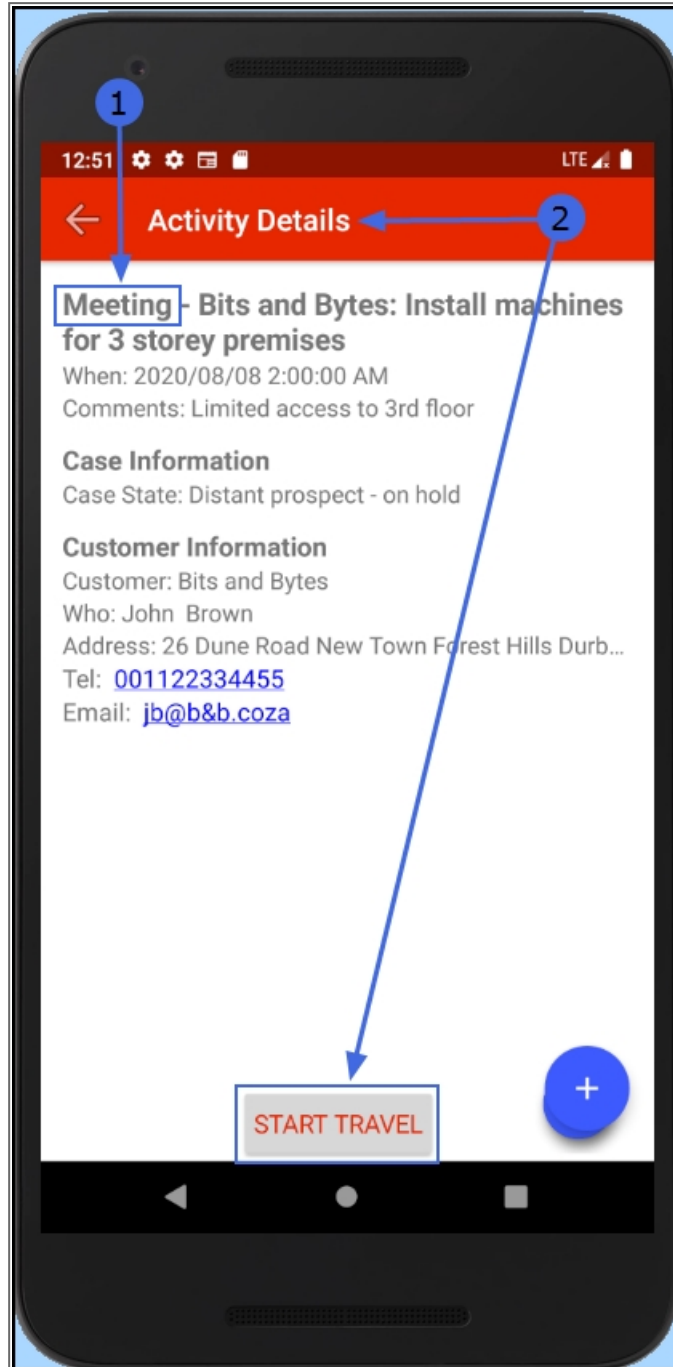 1
12:51 LTE
Activity Details
2
Meeting - Bits and Bytes: Install machines
for 3 storey premises
When: 2020/08/08 2:00:00 AM
Comments: Limited access to 3rd floor
Case Information
Case State: Distant prospect - on hold
Customer Information
Customer: Bits and Bytes
Who: John Brown
Address: 26 Dune Road New Town Forest Hills Durb...
Tel: 001122334455
Email: jb@b&b.coza
+
START TRAVEL